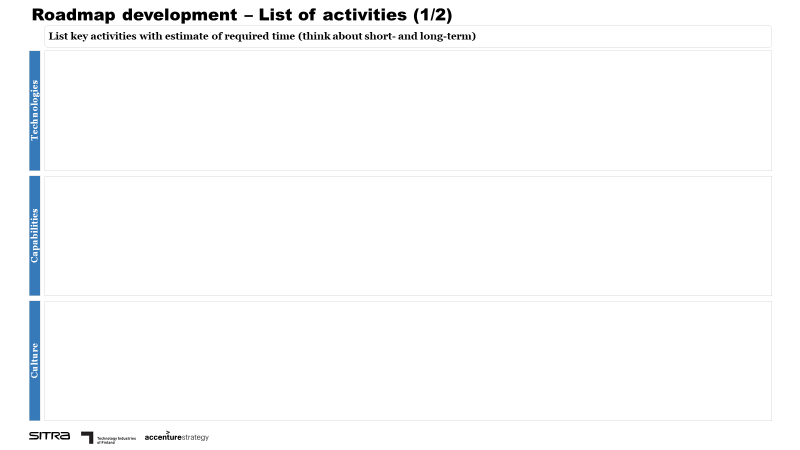 Roadmap development – List of activities (1/2)
List key activities with estimate of required time (think about short- and long-term)
Technologies
Capabilities
Culture
SITRA
Technology Industries
of Finland
accenturestrategy